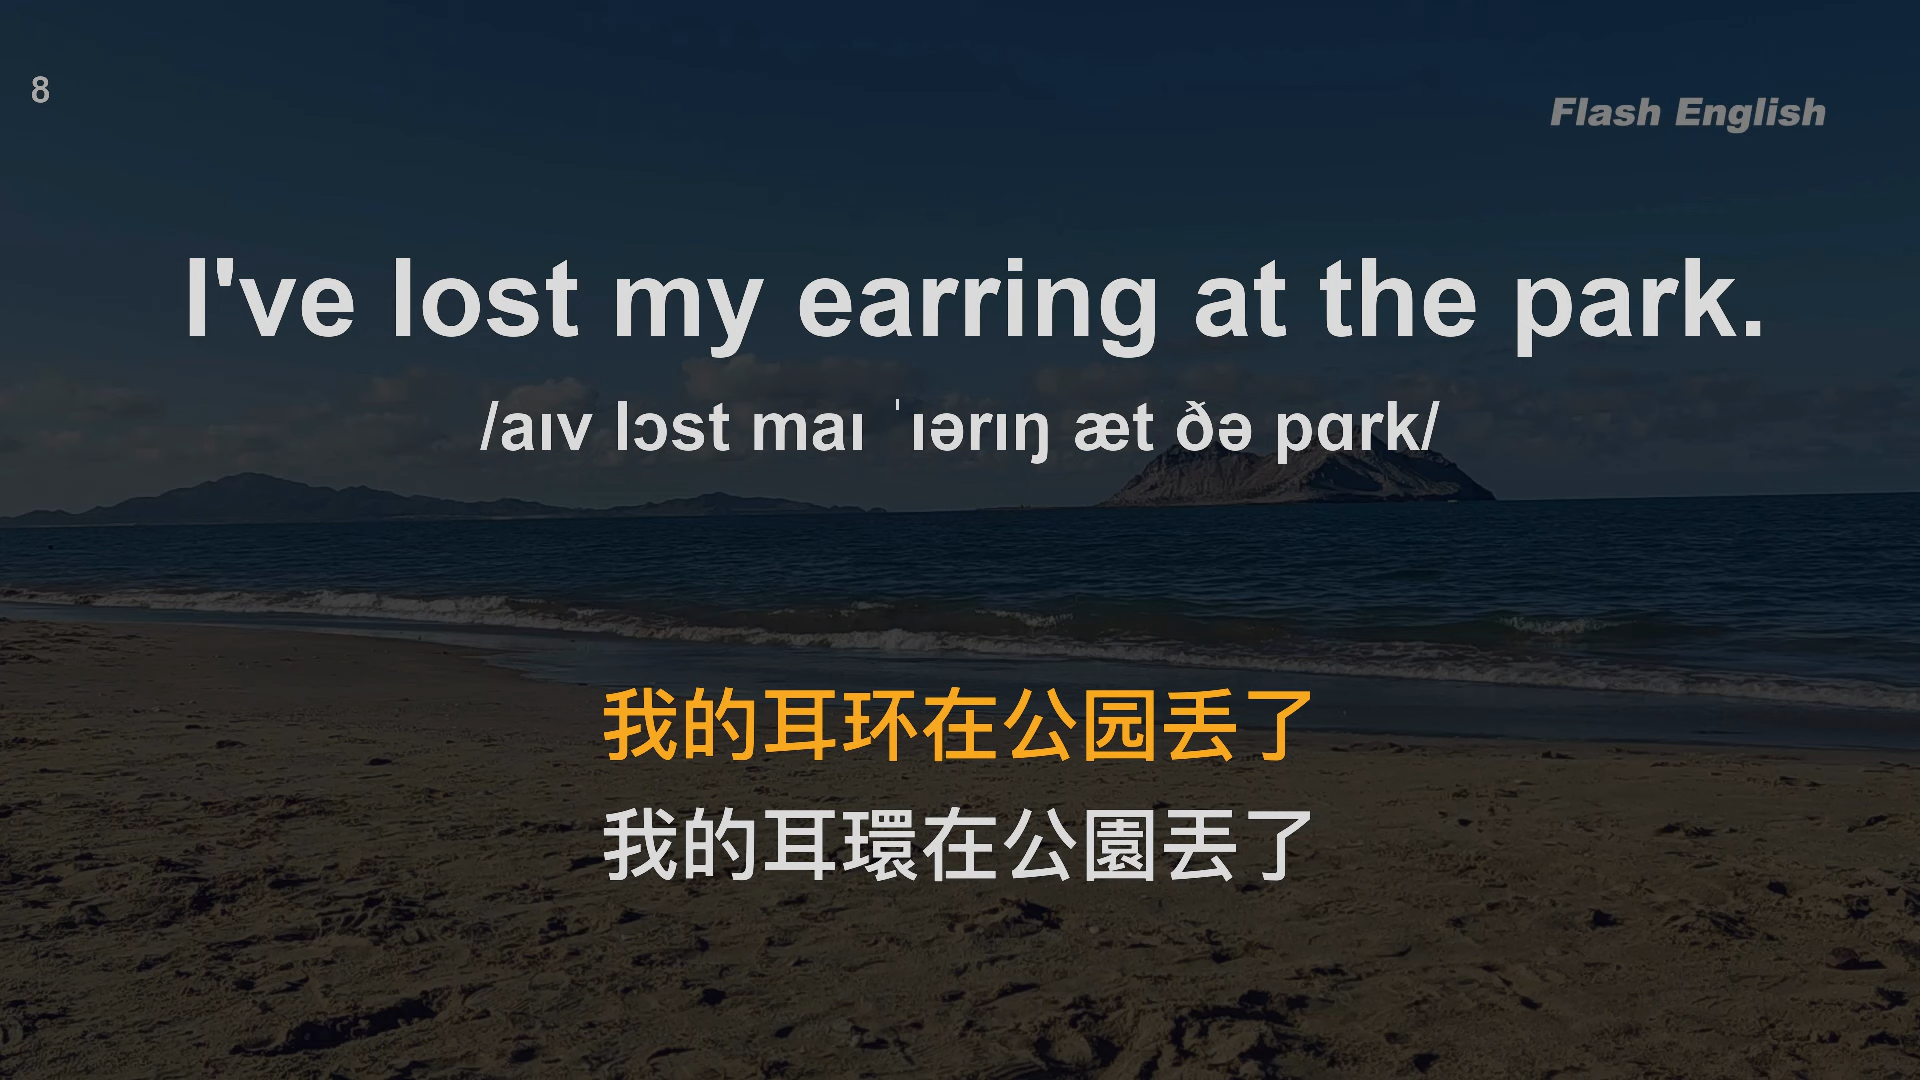 8
Flash English
I've lost my earring at the park.
/aɪv lɔst maɪ ˈɪərɪŋ æt ðə pɑrk/
我的耳环在公园丢了
我的耳環在公園丟了